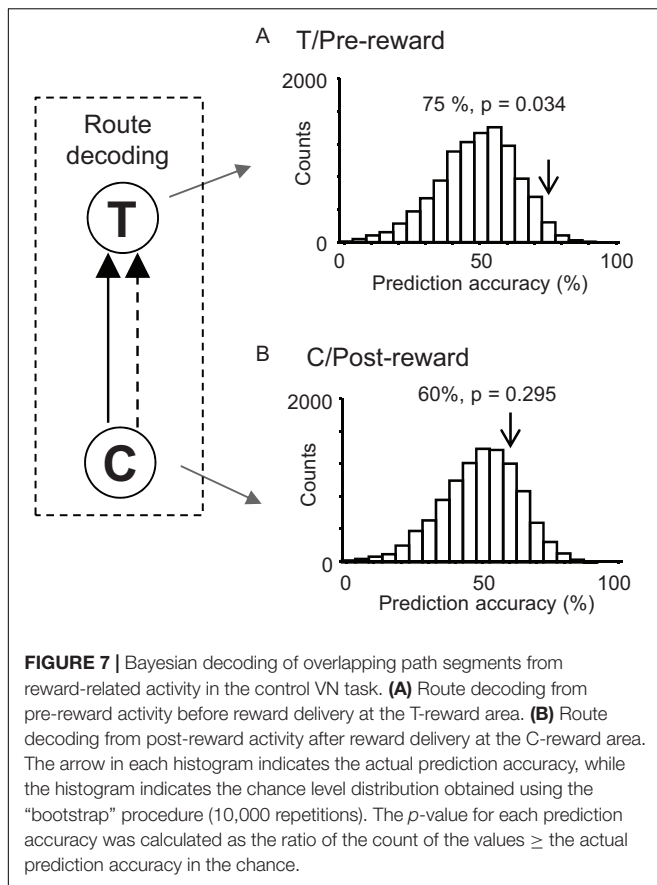 A T/Pre-reward
2000
75 %, p = 0.034
Route
decoding
T
C
Counts
0
0 50 100
Prediction accuracy (%)
B C/Post-reward
2000
60%, p = 0.295
Counts
0
0 50 100
Prediction accuracy (%)
FIGURE 7 | Bayesian decoding of overlapping path segments from
reward-related activity in the control VN task. (A) Route decoding from
pre-reward activity before reward delivery at the T-reward area. (B) Route
decoding from post-reward activity after reward delivery at the C-reward area.
The arrow in each histogram indicates the actual prediction accuracy, while
the histogram indicates the chance level distribution obtained using the
“bootstrap” procedure (10,000 repetitions). The p-value for each prediction
accuracy was calculated as the ratio of the count of the values ≥ the actual
prediction accuracy in the chance.